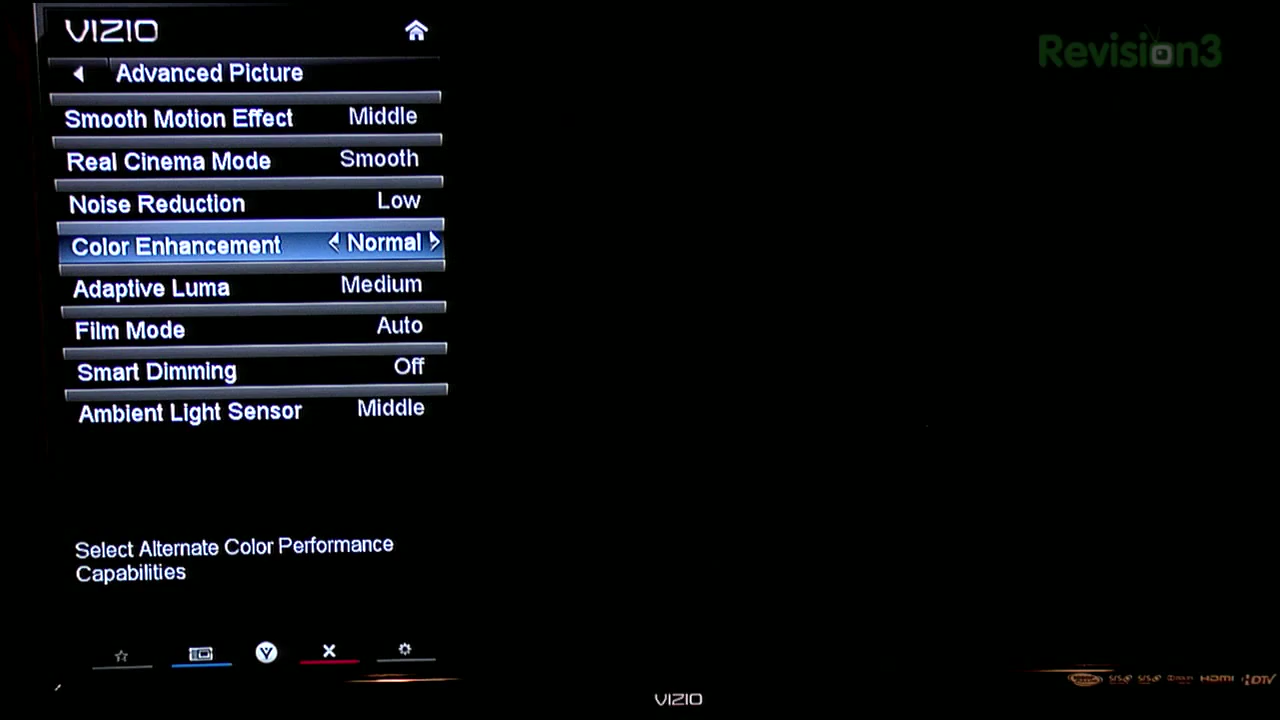 VIZIO
Revision3
Advanced Picture
Smooth Motion Effect Middle
Real Cinema Mode Smooth
Noise Reduction Low
Color Enhancement Normal
Adaptive Luma Medium
Film Mode Auto
Smart Dimming Off
Ambient Light Sensor Middle
Select Alternate Color Performance
Capabilities
VIZIO
HDMI HDTV